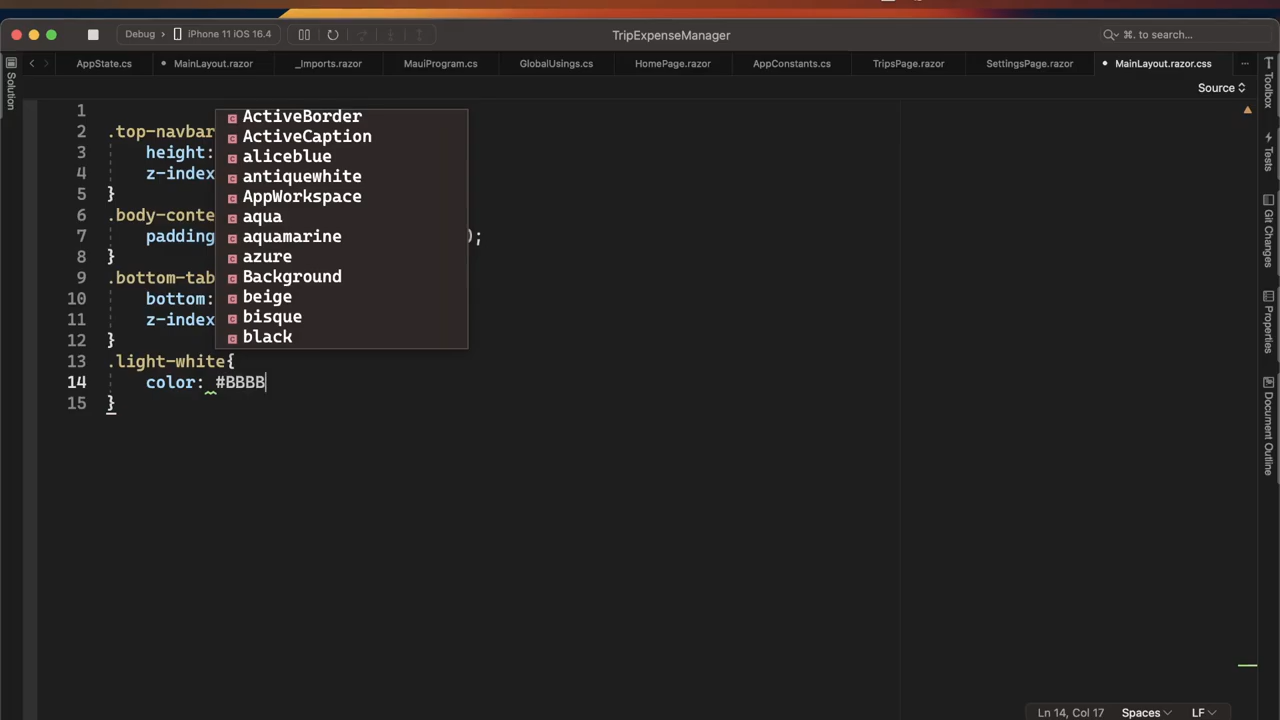 Debug > iPhone 11 iOS 16.4
TripExpenseManager
⌘. to search...
AppState.cs
MainLayout.razor
_Imports.razor
MauiProgram.cs
GlobalUsings.cs
HomePage.razor
AppConstants.cs
TripsPage.razor
SettingsPage.razor
MainLayout.razor.css
Solution
Source
1
2 .top-navbar
3 height:
4 z-index
5 }
6 .body-conte
7 padding );
8 }
9 .bottom-tab
10 bottom:
11 z-index
12 }
13 .light-white{
14 color: #BBBB
15 }
ActiveBorder
ActiveCaption
aliceblue
antiquewhite
AppWorkspace
aqua
aquamarine
azure
Background
beige
bisque
black
Toolbox
Tests
Git Changes
Properties
Document Outline
Ln 14, Col 17 Spaces LF